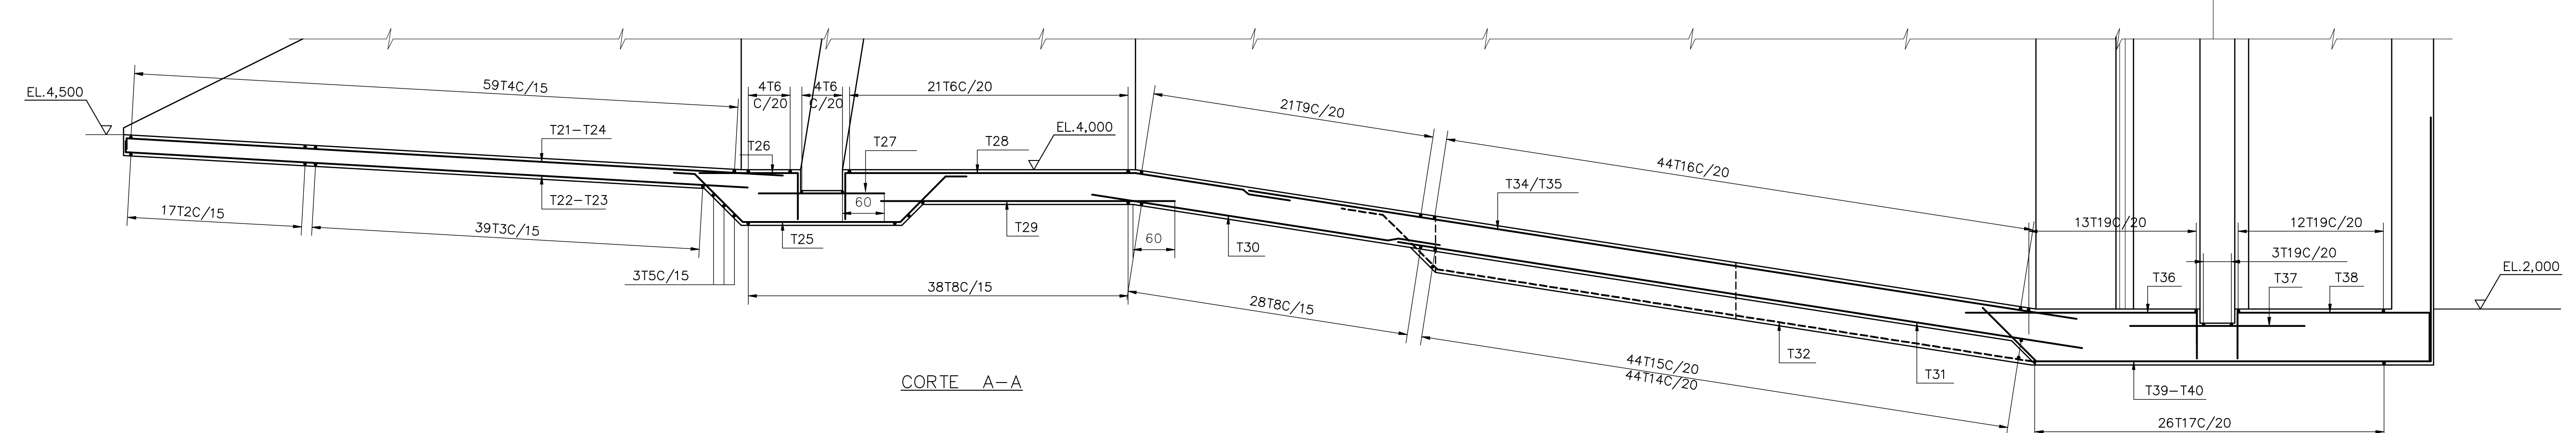 EL.4,500
59T4C/15
4T6
C/20
4T6
C/20
21T6C/20
21T9C/20
44T16C/20
T21-T24
T26
T27
T28
EL.4,000
T34/T35
T22-T23
17T2C/15
39T3C/15
3T5C/15
60
T25
T29
60
T30
38T8C/15
28T8C/15
44T15C/20
44T14C/20
T32
T31
13T19C/20
12T19C/20
3T19C/20
T36
T37
T38
EL.2,000
T39-T40
26T17C/20
CORTE A-A